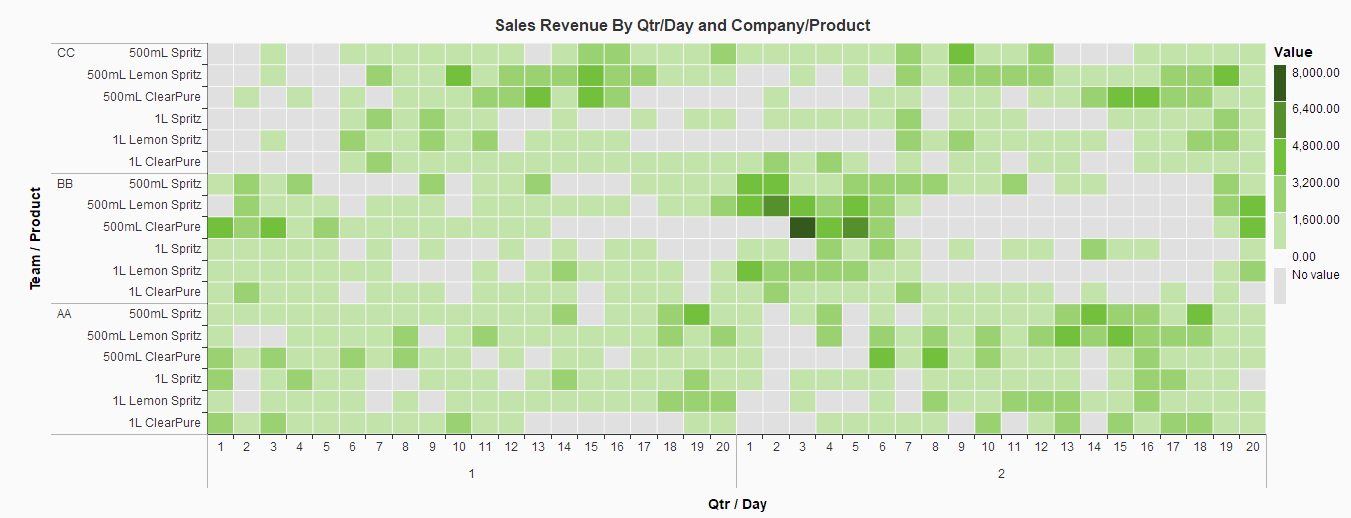 Sales Revenue By Qtr/Day and Company/Product
Team / Product
CC 500mL Spritz
500mL Lemon Spritz
500mL ClearPure
1L Spritz
1L Lemon Spritz
1L ClearPure
BB 500mL Spritz
500mL Lemon Spritz
500mL ClearPure
1L Spritz
1L Lemon Spritz
1L ClearPure
AA 500mL Spritz
500mL Lemon Spritz
500mL ClearPure
1L Spritz
1L Lemon Spritz
1L ClearPure
1 2 3 4 5 6 7 8 9 10 11 12 13 14 15 16 17 18 19 20 1 2 3 4 5 6 7 8 9 10 11 12 13 14 15 16 17 18 19 20
1 2
Qtr / Day
Value
8,000.00
6,400.00
4,800.00
3,200.00
1,600.00
0.00
No value